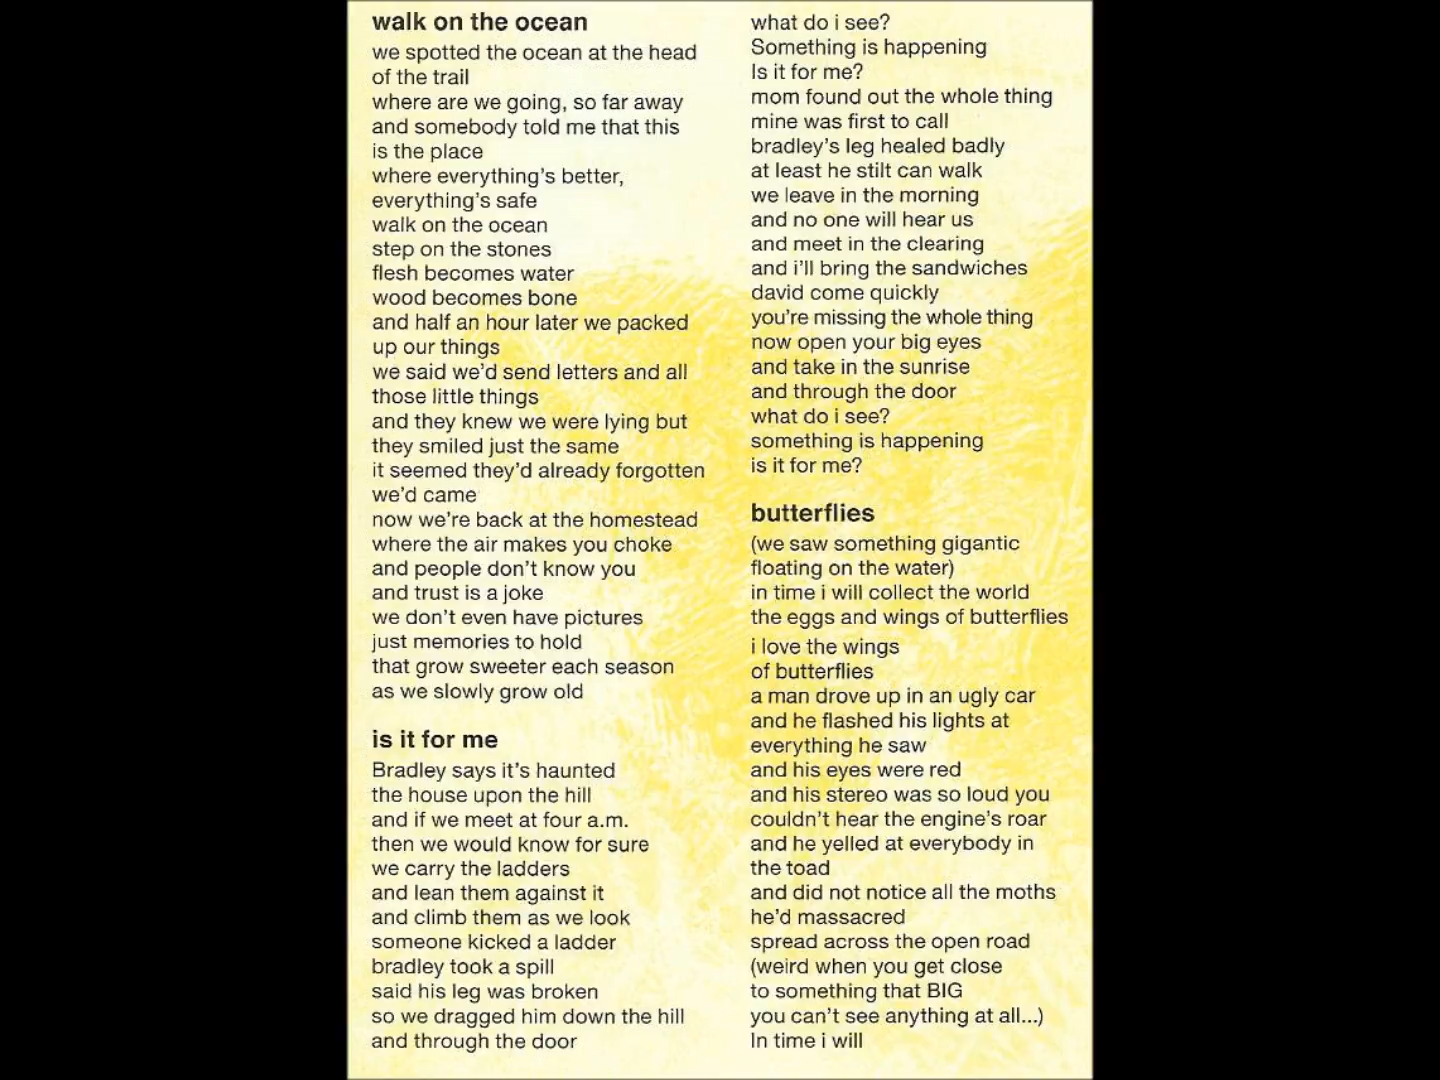 walk on the ocean
we spotted the ocean at the head
of the trail
where are we going, so far away
and somebody told me that this
is the place
where everything's better,
everything's safe
walk on the ocean
step on the stones
flesh becomes water
wood becomes bone
and half an hour later we packed
up our things
we said we'd send letters and all
those little things
and they knew we were lying but
they smiled just the same
it seemed they'd already forgotten
we'd came
now we're back at the homestead
where the air makes you choke
and people don't know you
and trust is a joke
we don't even have pictures
just memories to hold
that grow sweeter each season
as we slowly grow old
is it for me
Bradley says it's haunted
the house upon the hill
and if we meet at four a.m.
then we would know for sure
we carry the ladders
and lean them against it
and climb them as we look
someone kicked a ladder
bradley took a spill
said his leg was broken
so we dragged him down the hill
and through the door
what do i see?
Something is happening
Is it for me?
mom found out the whole thing
mine was first to call
bradley's leg healed badly
at least he stilt can walk
we leave in the morning
and no one will hear us
and meet in the clearing
and i'll bring the sandwiches
david come quickly
you're missing the whole thing
now open your big eyes
and take in the sunrise
and through the door
what do i see?
something is happening
is it for me?
butterflies
(we saw something gigantic
floating on the water)
in time i will collect the world
the eggs and wings of butterflies
i love the wings
of butterflies
a man drove up in an ugly car
and he flashed his lights at
everything he saw
and his eyes were red
and his stereo was so loud you
couldn't hear the engine's roar
and he yelled at everybody in
the toad
and did not notice all the moths
he'd massacred
spread across the open road
(weird when you get close
to something that BIG
you can't see anything at all...)
In time i will